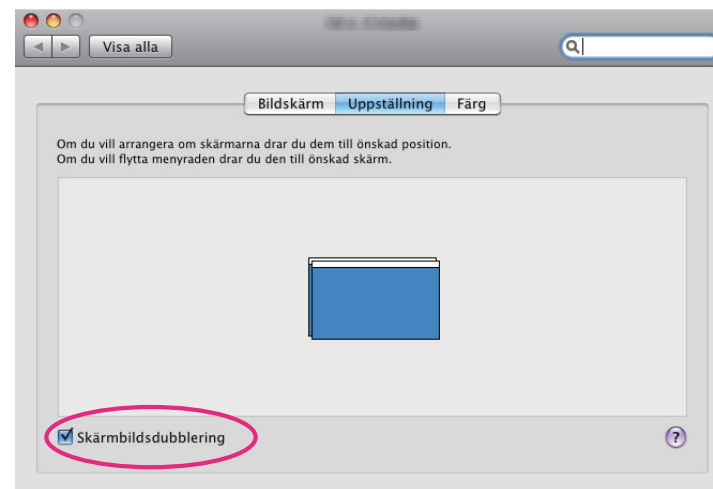 Visa alla
Bildskärm Uppställning Färg
Om du vill arrangera om skärmarna drar du dem till önskad position.
Om du vill flytta menyraden drar du den till önskad skärm.
Skärmbildsdubblering
?